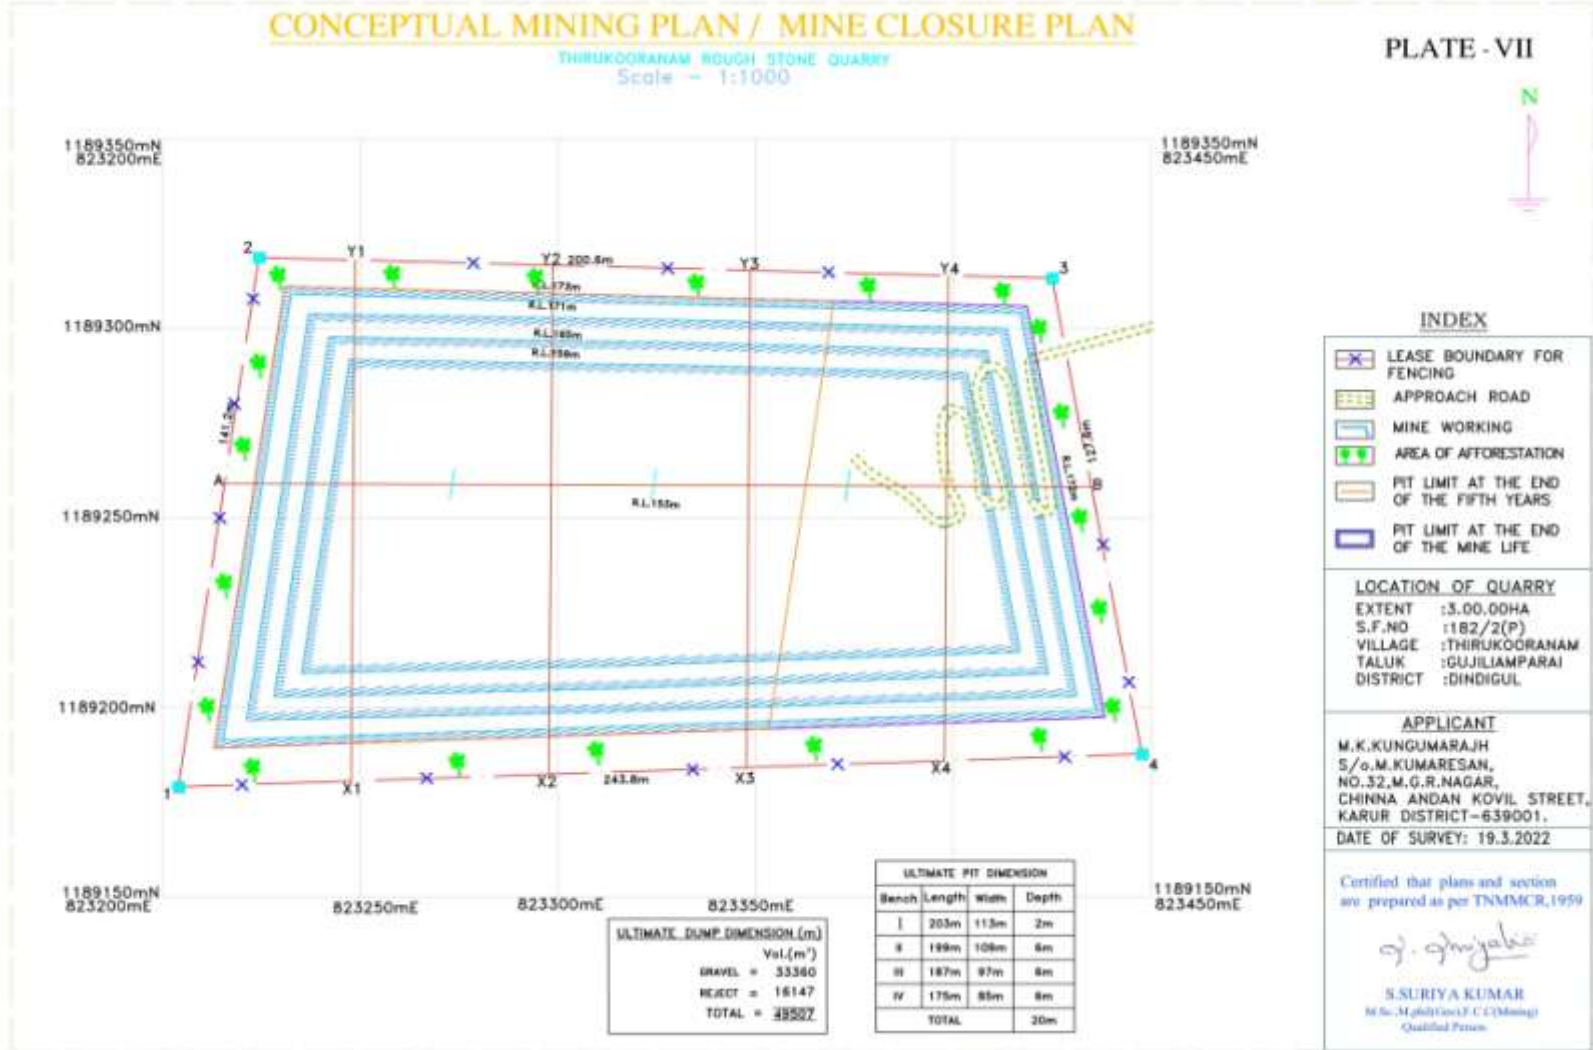 CONCEPTUAL MINING PLAN / MINE CLOSURE PLAN
THIRUKOORANAM ROUGH STONE QUARRY
Scale - 1:1000
PLATE - VII
N
1189350mN
823200mE
1189350mN
823450mE
2
Y1
Y2
200.6m
Y3
Y4
3
R.L.173m
R.L.171m
R.L.165m
R.L.159m
1189300mN
141.2m
127.8m
R.L.173m
A
B
R.L.153m
1189250mN
1189200mN
1
X1
X2
243.8m
X3
X4
4
1189150mN
823200mE
823250mE
823300mE
823350mE
1189150mN
823450mE
ULTIMATE DUMP DIMENSION (m)
Vol.(m³)
GRAVEL = 33360
REJECT = 16147
TOTAL = 49507
ULTIMATE PIT DIMENSION
Bench Length Width Depth
I 203m 113m 2m
II 199m 109m 6m
III 187m 97m 6m
IV 175m 85m 6m
TOTAL 20m
INDEX
LEASE BOUNDARY FOR
FENCING
APPROACH ROAD
MINE WORKING
AREA OF AFFORESTATION
PIT LIMIT AT THE END
OF THE FIFTH YEARS
PIT LIMIT AT THE END
OF THE MINE LIFE
LOCATION OF QUARRY
EXTENT :3.00.00HA
S.F.NO :182/2(P)
VILLAGE :THIRUKOORANAM
TALUK :GUJILIAMPARAI
DISTRICT :DINDIGUL
APPLICANT
M.K.KUNGUMARAJH
S/o.M.KUMARESAN,
NO.32,M.G.R.NAGAR,
CHINNA ANDAN KOVIL STREET,
KARUR DISTRICT-639001.
DATE OF SURVEY: 19.3.2022
Certified that plans and section
are prepared as per TNMMCR,1959
S.SURIYA KUMAR
Qualified Person